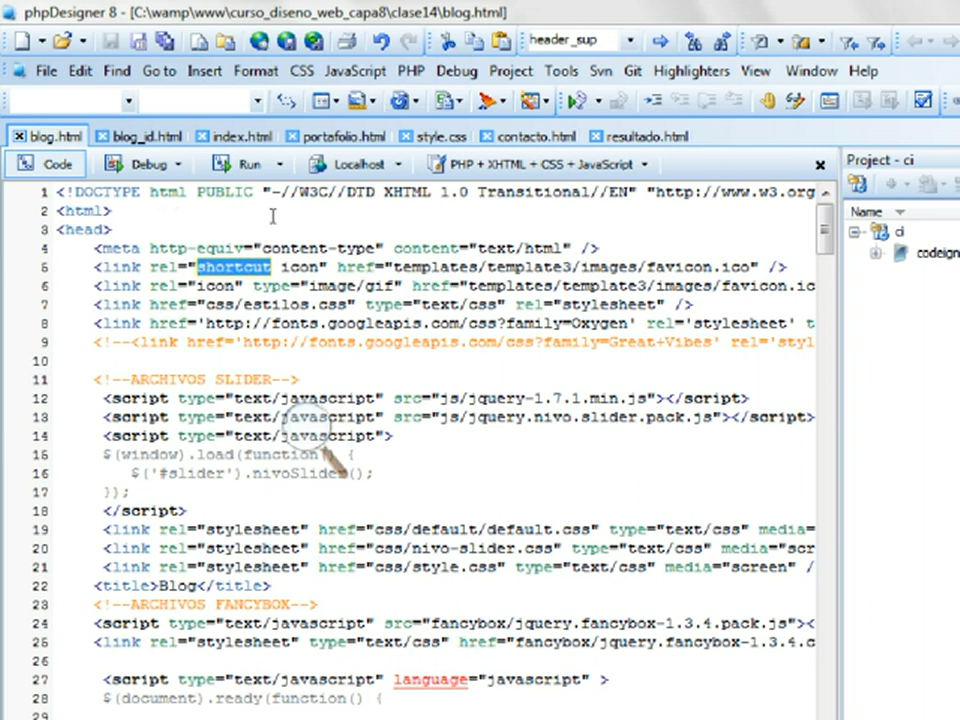 phpDesigner 8 - [C:\wamp\www\curso_diseno_web_capa8\clase14\blog.html]
header_sup
File Edit Find Go to Insert Format CSS JavaScript PHP Debug Project Tools Svn Git Highlighters View Window Help
blog.html blog_id.html index.html portafolio.html style.css contacto.html resultado.html
Code Debug Run Localhost PHP + XHTML + CSS + JavaScript
Project - ci
Name
ci
codeign
1 <!DOCTYPE html PUBLIC "-//W3C//DTD XHTML 1.0 Transitional//EN" "http://www.w3.org
2 <html>
3 <head>
4 <meta http-equiv="content-type" content="text/html" />
5 <link rel="shortcut icon" href="templates/template3/images/favicon.ico" />
6 <link rel="icon" type="image/gif" href="templates/template3/images/favicon.ic
7 <link href="css/estilos.css" type="text/css" rel="stylesheet" />
8 <link href='http://fonts.googleapis.com/css?family=Oxygen' rel='stylesheet' t
9 <!--<link href='http://fonts.googleapis.com/css?family=Great+Vibes' rel='styl
10
11 <!--ARCHIVOS SLIDER-->
12 <script type="text/javascript" src="js/jquery-1.7.1.min.js"></script>
13 <script type="text/javascript" src="js/jquery.nivo.slider.pack.js"></script>
14 <script type="text/javascript">
15 $(window).load(function() {
16 $('#slider').nivoSlider();
17 });
18 </script>
19 <link rel="stylesheet" href="css/default/default.css" type="text/css" media=
20 <link rel="stylesheet" href="css/nivo-slider.css" type="text/css" media="scr
21 <link rel="stylesheet" href="css/style.css" type="text/css" media="screen" /
22 <title>Blog</title>
23 <!--ARCHIVOS FANCYBOX-->
24 <script type="text/javascript" src="fancybox/jquery.fancybox-1.3.4.pack.js"><
25 <link rel="stylesheet" type="text/css" href="fancybox/jquery.fancybox-1.3.4.c
26
27 <script type="text/javascript" language="javascript" >
28 $(document).ready(function() {
29